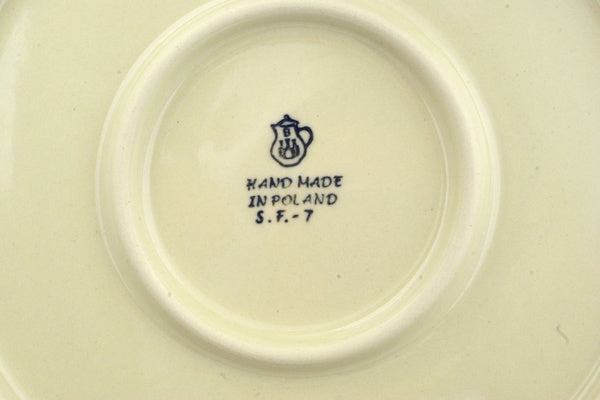 HAND MADE
IN POLAND
S.F.-7